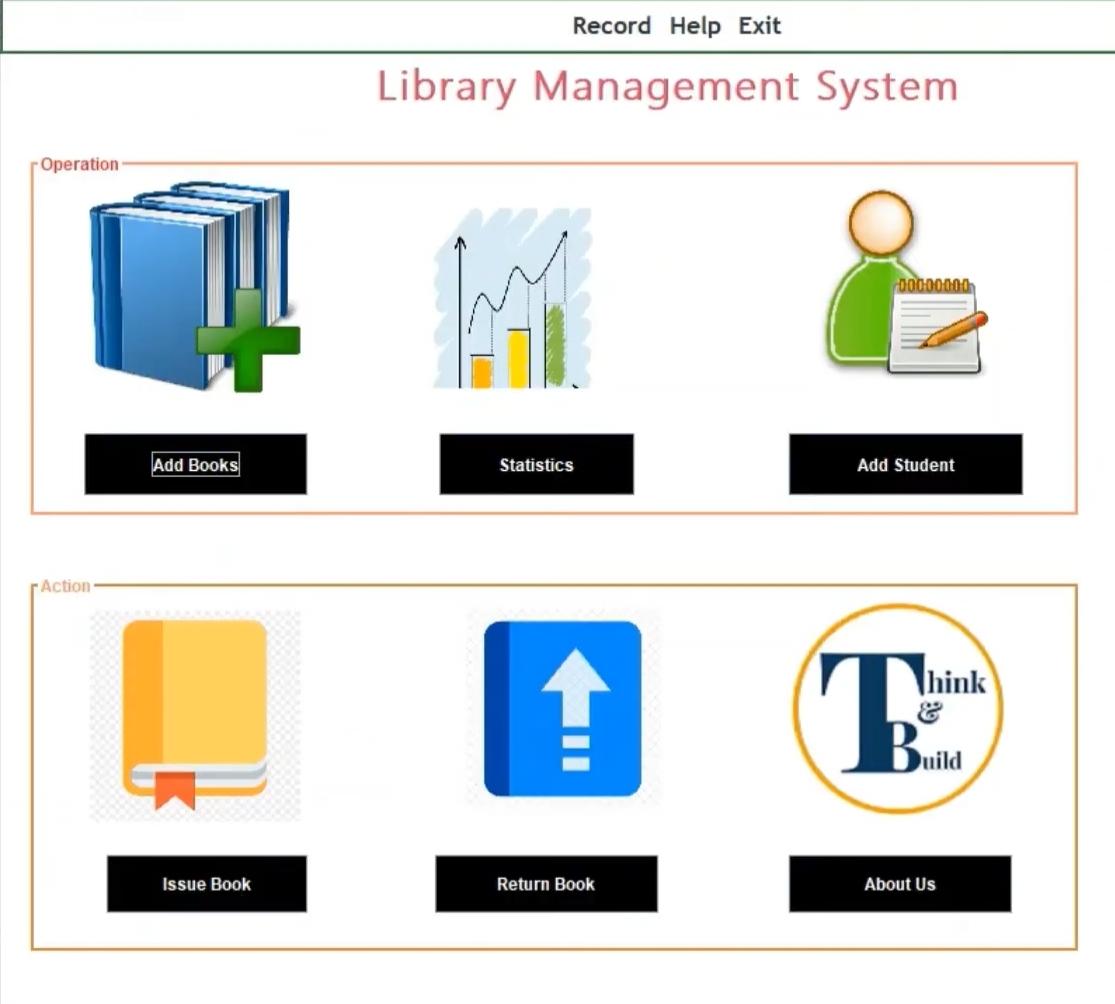 Record Help Exit
Library Management System
Operation
Add Books
Statistics
Add Student
Action
Think
&
Build
Issue Book
Return Book
About Us